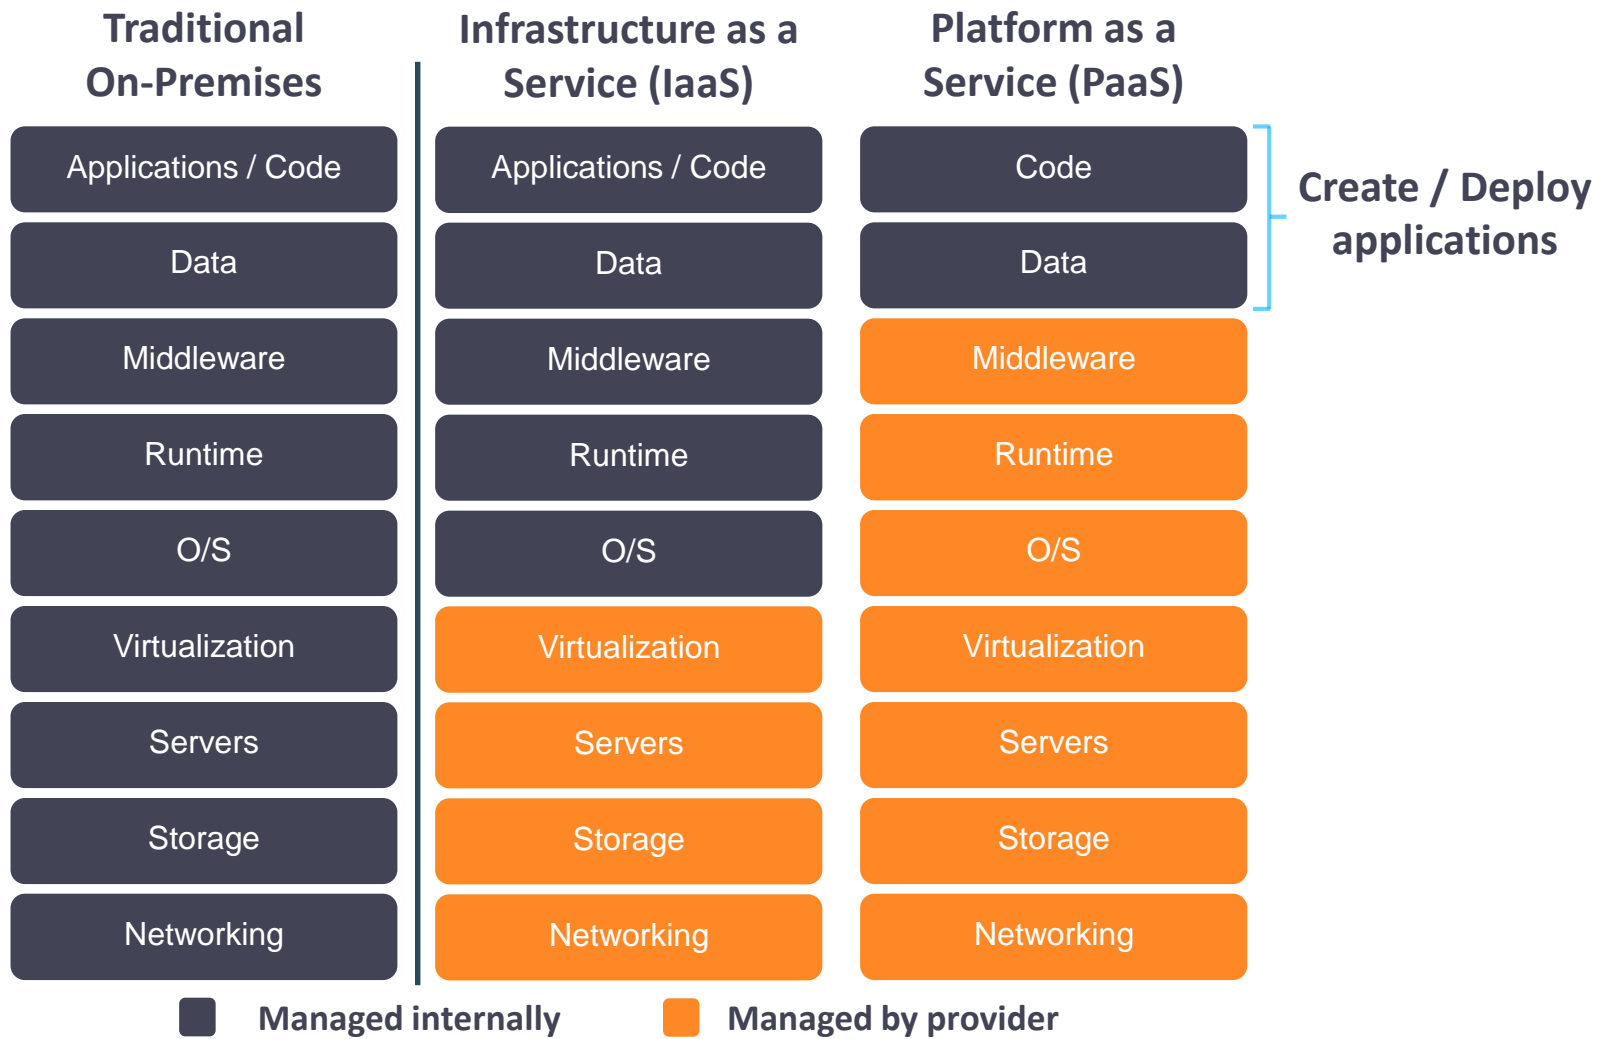 Traditional
On-Premises
Applications / Code
Data
Middleware
Runtime
O/S
Virtualization
Servers
Storage
Networking
Infrastructure as a
Service (IaaS)
Applications / Code
Data
Middleware
Runtime
O/S
Virtualization
Servers
Storage
Networking
Platform as a
Service (PaaS)
Code
Data
Middleware
Runtime
O/S
Virtualization
Servers
Storage
Networking
Create / Deploy
applications
Managed internally
Managed by provider